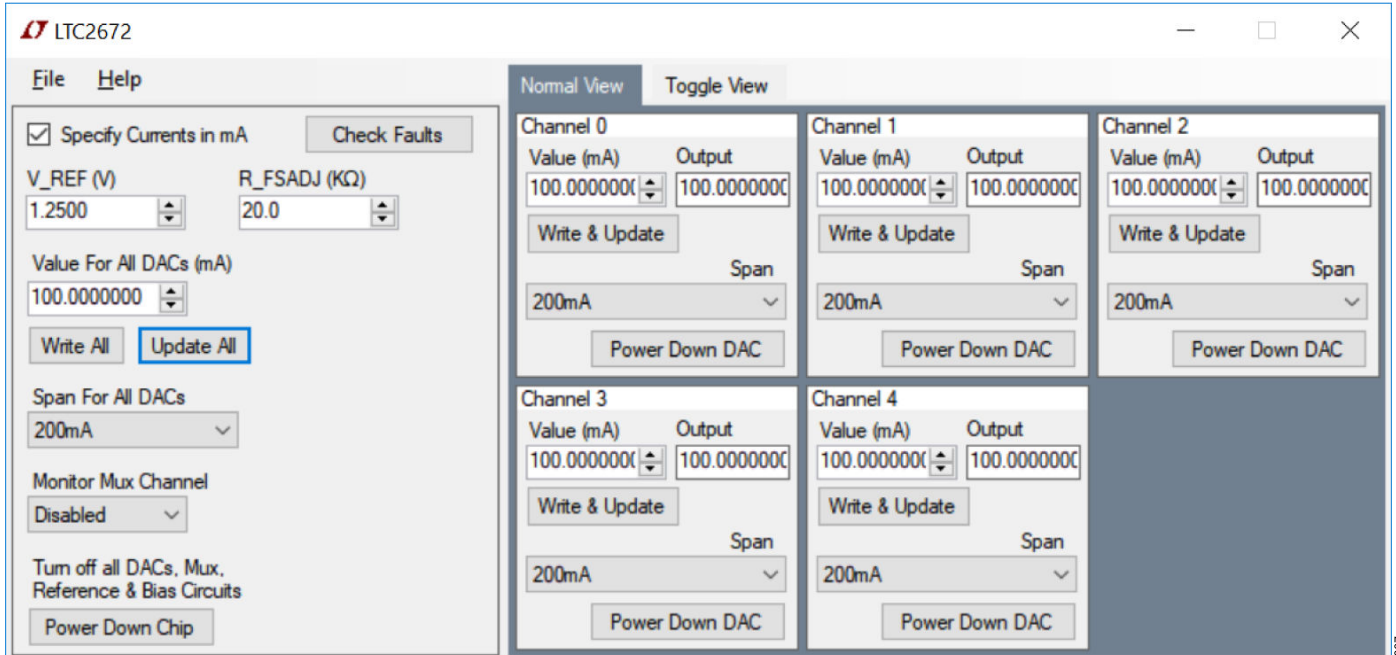 LTC2672
File Help
Normal View Toggle View
Specify Currents in mA Check Faults
V_REF (V) R_FSADJ (KΩ)
1.2500 20.0
Value For All DACs (mA)
100.0000000
Write All Update All
Span For All DACs
200mA
Monitor Mux Channel
Disabled
Turn off all DACs, Mux,
Reference & Bias Circuits
Power Down Chip
Channel 0
Value (mA) Output
100.0000000 100.0000000
Write & Update
Span
200mA
Power Down DAC
Channel 1
Value (mA) Output
100.0000000 100.0000000
Write & Update
Span
200mA
Power Down DAC
Channel 2
Value (mA) Output
100.0000000 100.0000000
Write & Update
Span
200mA
Power Down DAC
Channel 3
Value (mA) Output
100.0000000 100.0000000
Write & Update
Span
200mA
Power Down DAC
Channel 4
Value (mA) Output
100.0000000 100.0000000
Write & Update
Span
200mA
Power Down DAC